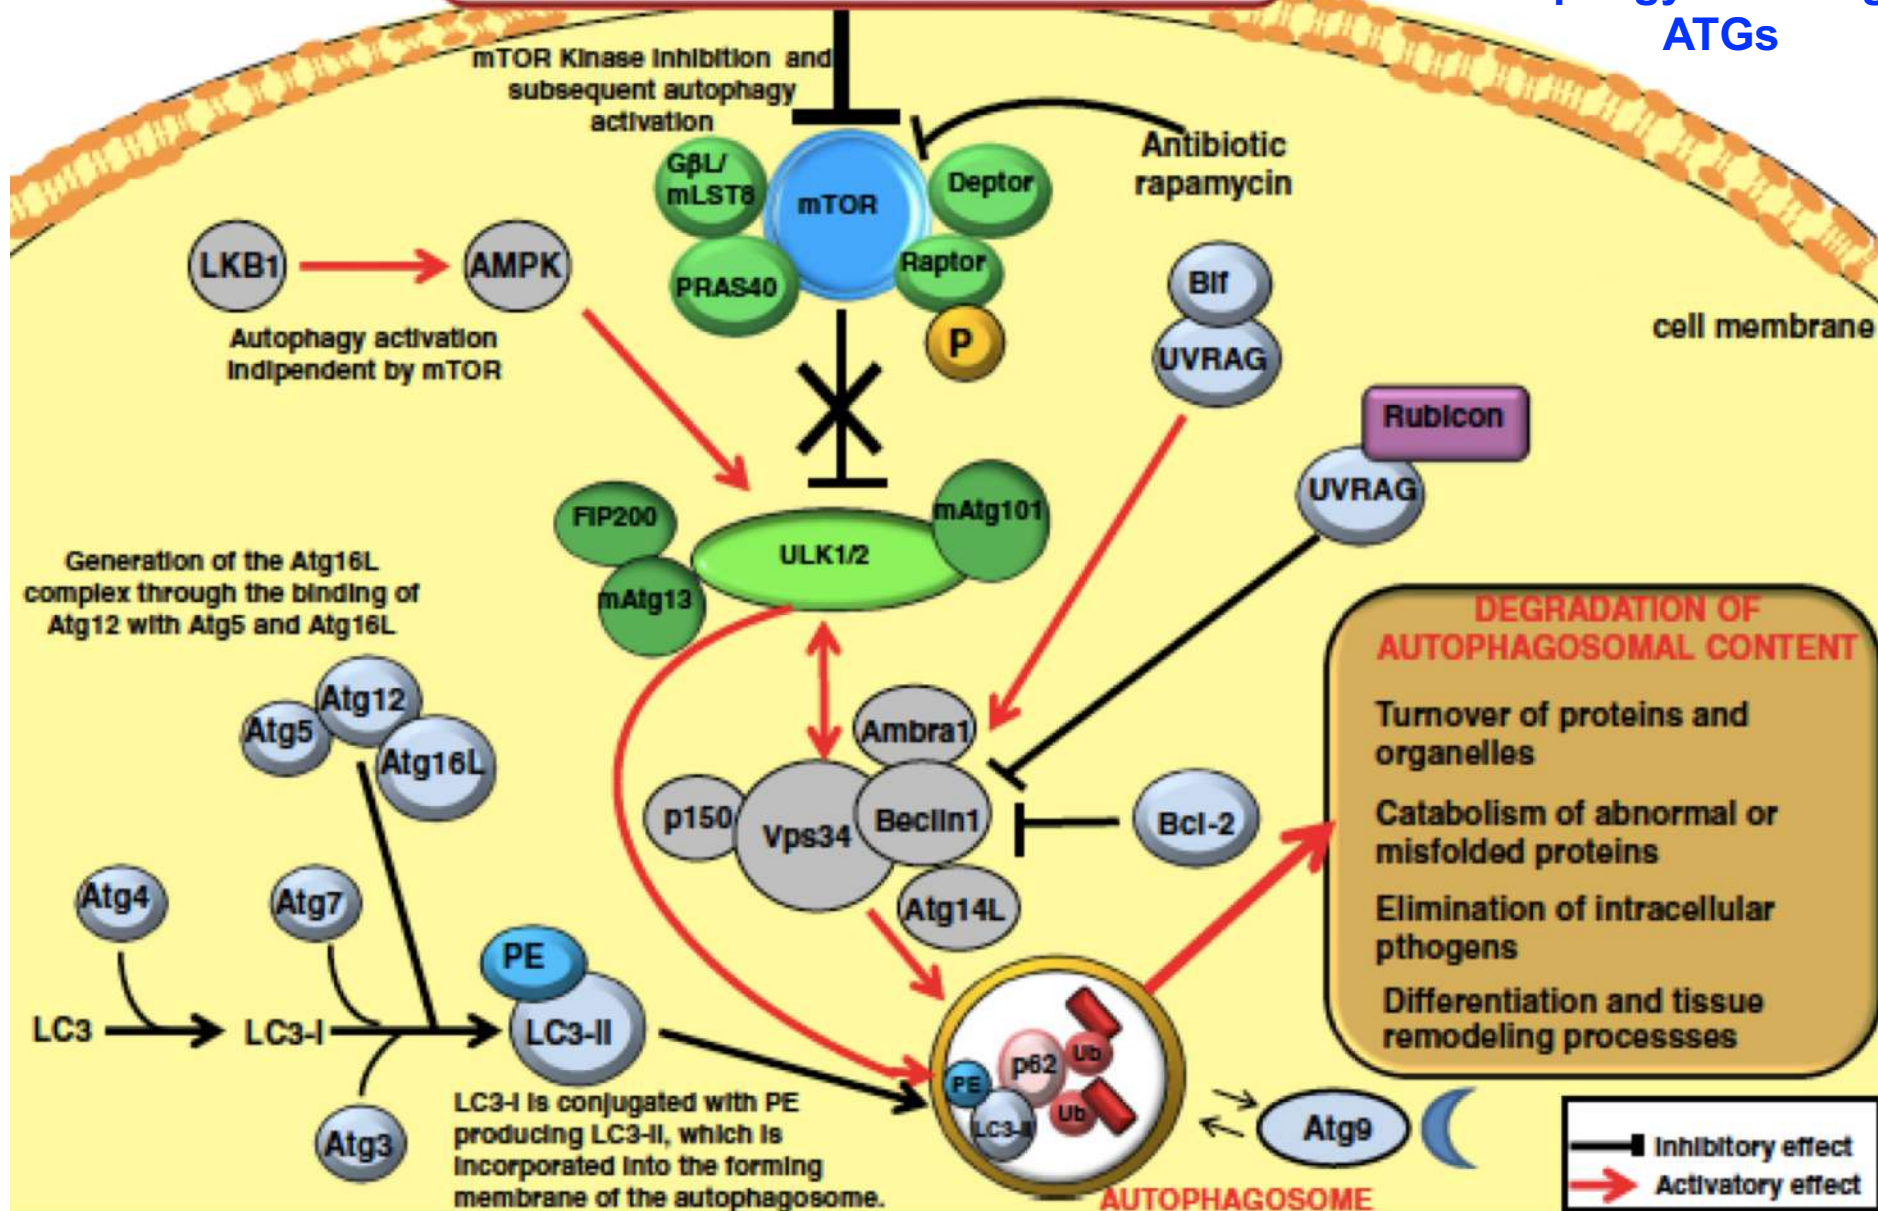 ATGs
mTOR Kinase inhibition and
subsequent autophagy
activation
Antibiotic
rapamycin
GβL/
mLST8
mTOR
Deptor
PRAS40
Raptor
P
LKB1
AMPK
Autophagy activation
indipendent by mTOR
Bif
UVRAG
cell membrane
Rubicon
UVRAG
FIP200
mAtg13
ULK1/2
mAtg101
Generation of the Atg16L
complex through the binding of
Atg12 with Atg5 and Atg16L
Atg5
Atg12
Atg16L
Ambra1
p150
Vps34
Beclin1
Atg14L
Bcl-2
DEGRADATION OF
AUTOPHAGOSOMAL CONTENT
Turnover of proteins and
organelles
Catabolism of abnormal or
misfolded proteins
Elimination of intracellular
pthogens
Differentiation and tissue
remodeling processses
Atg4
Atg7
LC3
LC3-I
PE
LC3-II
Atg3
LC3-I is conjugated with PE
producing LC3-II, which is
incorporated into the forming
membrane of the autophagosome.
p62
Ub
PE
LC3-II
Ub
AUTOPHAGOSOME
Atg9
Inhibitory effect
Activatory effect